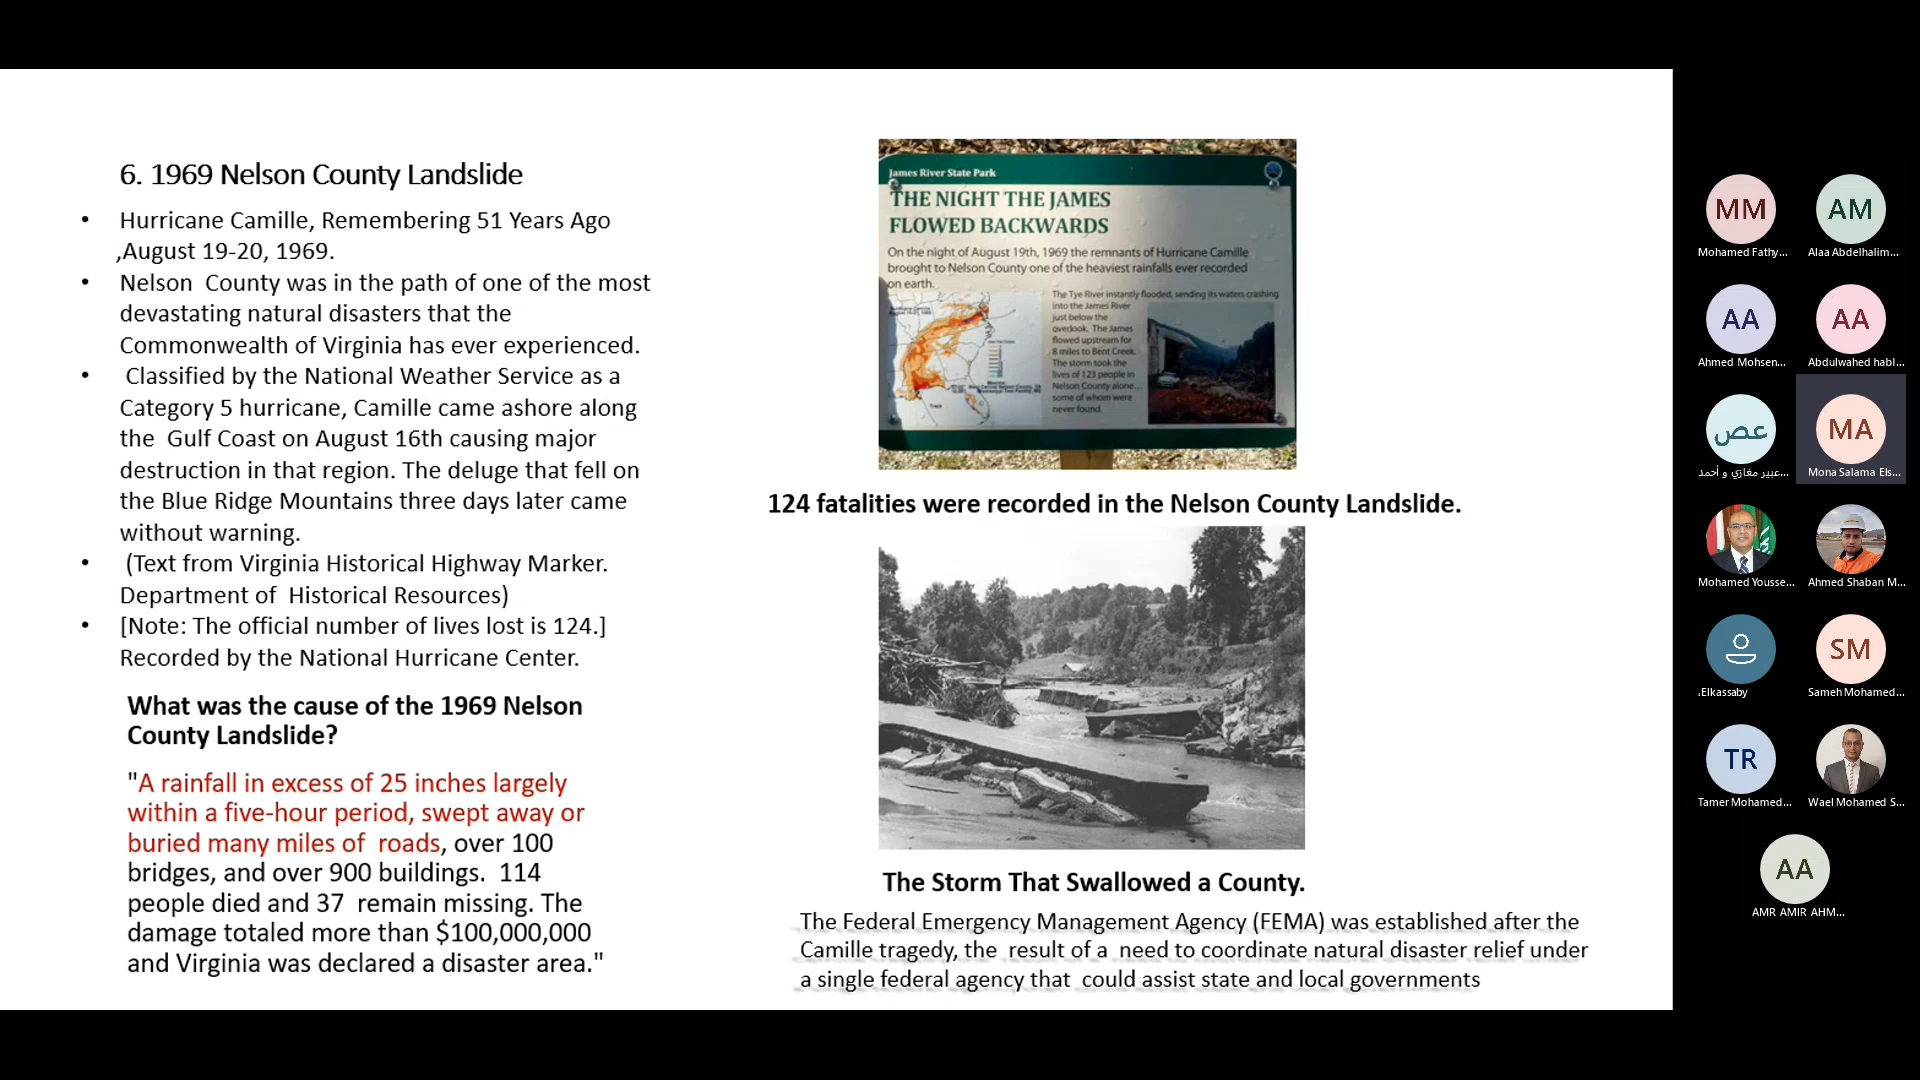 6. 1969 Nelson County Landslide
• Hurricane Camille, Remembering 51 Years Ago
,August 19-20, 1969.
• Nelson County was in the path of one of the most
devastating natural disasters that the
Commonwealth of Virginia has ever experienced.
• Classified by the National Weather Service as a
Category 5 hurricane, Camille came ashore along
the Gulf Coast on August 16th causing major
destruction in that region. The deluge that fell on
the Blue Ridge Mountains three days later came
without warning.
• (Text from Virginia Historical Highway Marker.
Department of Historical Resources)
• [Note: The official number of lives lost is 124.]
Recorded by the National Hurricane Center.
What was the cause of the 1969 Nelson
County Landslide?
"A rainfall in excess of 25 inches largely
within a five-hour period, swept away or
buried many miles of roads, over 100
bridges, and over 900 buildings. 114
people died and 37 remain missing. The
damage totaled more than $100,000,000
and Virginia was declared a disaster area."
James River State Park
THE NIGHT THE JAMES
FLOWED BACKWARDS
On the night of August 19th, 1969 the remnants of Hurricane Camille
brought to Nelson County one of the heaviest rainfalls ever recorded
on earth.
The Tye River instantly flooded, sending its waters crashing
into the James River
just below the
overlook. The James
flowed upstream for
8 miles to Bent Creek.
The storm took the
lives of 123 people in
Nelson County alone...
some of whom were
never found.
124 fatalities were recorded in the Nelson County Landslide.
The Storm That Swallowed a County.
The Federal Emergency Management Agency (FEMA) was established after the
Camille tragedy, the result of a need to coordinate natural disaster relief under
a single federal agency that could assist state and local governments
MM
Mohamed Fathy...
AM
Alaa Abdelhalim...
AA
Ahmed Mohsen...
AA
Abdulwahed habl...
عص
عبير مغازي و أحمد...
MA
Mona Salama Els...
Mohamed Yousse...
Ahmed Shaban M...
.Elkassaby
SM
Sameh Mohamed...
TR
Tamer Mohamed...
Wael Mohamed S...
AA
AMR AMIR AHM...